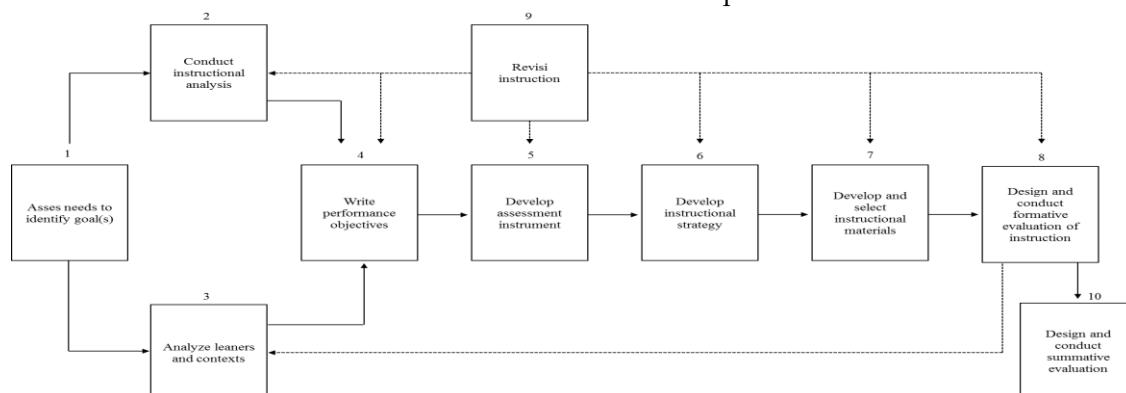 2
Conduct
instructional
analysis
9
Revisi
instruction
1
Asses needs to
identify goal(s)
4
Write
performance
objectives
5
Develop
assessment
instrument
6
Develop
instructional
strategy
7
Develop and
select
instructional
materials
8
Design and
conduct
formative
evaluation of
instruction
3
Analyze leaners
and contexts
10
Design and
conduct
summative
evaluation